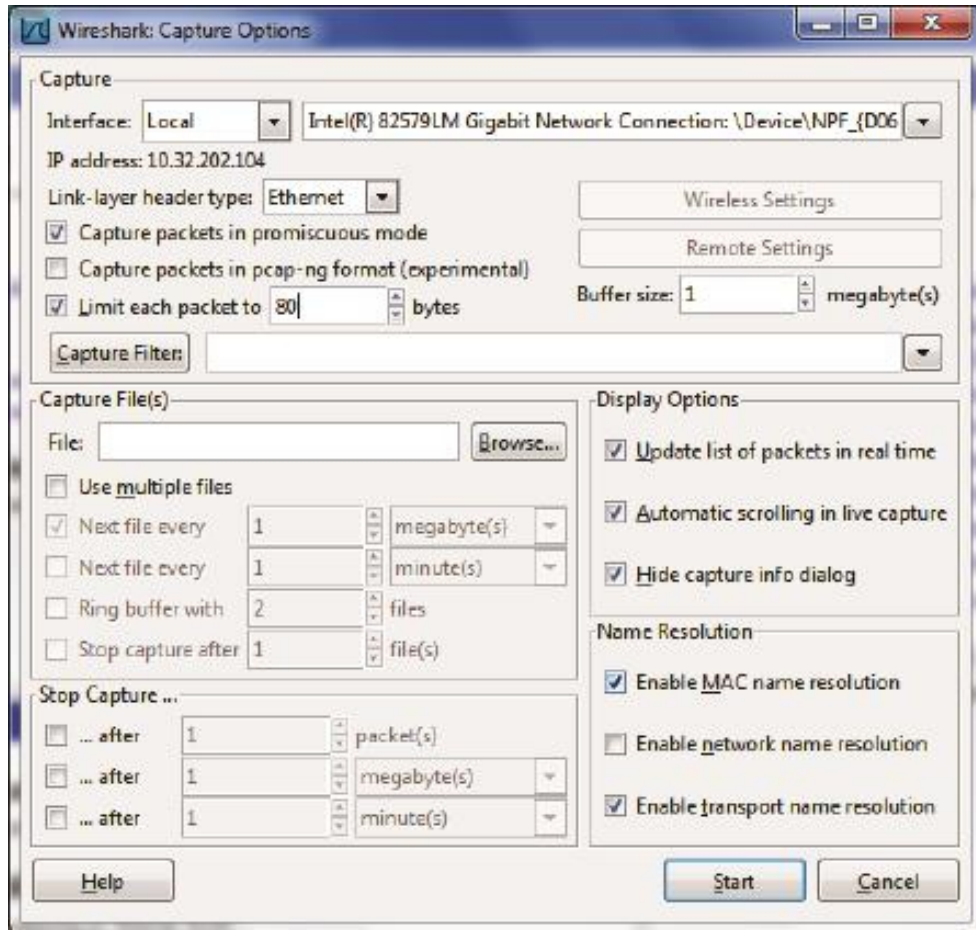 Wireshark: Capture Options
Capture
Interface: Local Intel(R) 82579LM Gigabit Network Connection: \Device\NPF_{D06
IP address: 10.32.202.104
Link-layer header type: Ethernet
Wireless Settings
Capture packets in promiscuous mode
Remote Settings
Capture packets in pcap-ng format (experimental)
Limit each packet to 80 bytes
Buffer size: 1 megabyte(s)
Capture Filter:
Capture File(s)
File: Browse...
Use multiple files
Next file every 1 megabyte(s)
Next file every 1 minute(s)
Ring buffer with 2 files
Stop capture after 1 file(s)
Stop Capture ...
... after 1 packet(s)
... after 1 megabyte(s)
... after 1 minute(s)
Display Options
Update list of packets in real time
Automatic scrolling in live capture
Hide capture info dialog
Name Resolution
Enable MAC name resolution
Enable network name resolution
Enable transport name resolution
Help Start Cancel